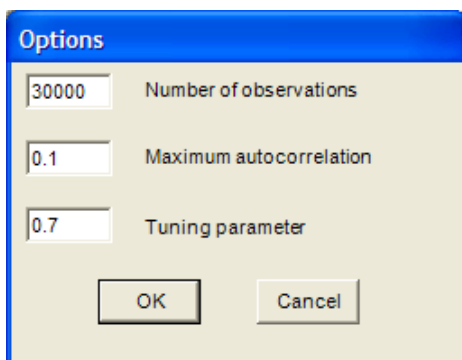 Options
30000 Number of observations
0.1 Maximum autocorrelation
0.7 Tuning parameter
OK Cancel